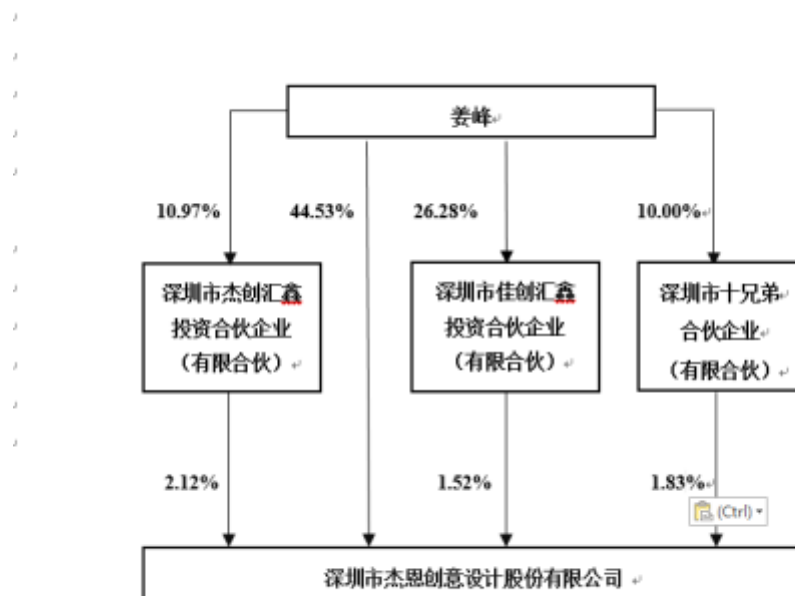 姜峰
10.97%
44.53%
26.28%
10.00%
深圳市杰创汇鑫
投资合伙企业
（有限合伙）
深圳市佳创汇鑫
投资合伙企业
（有限合伙）
深圳市十兄弟
合伙企业
（有限合伙）
2.12%
1.52%
1.83%
(Ctrl)
深圳市杰恩创意设计股份有限公司